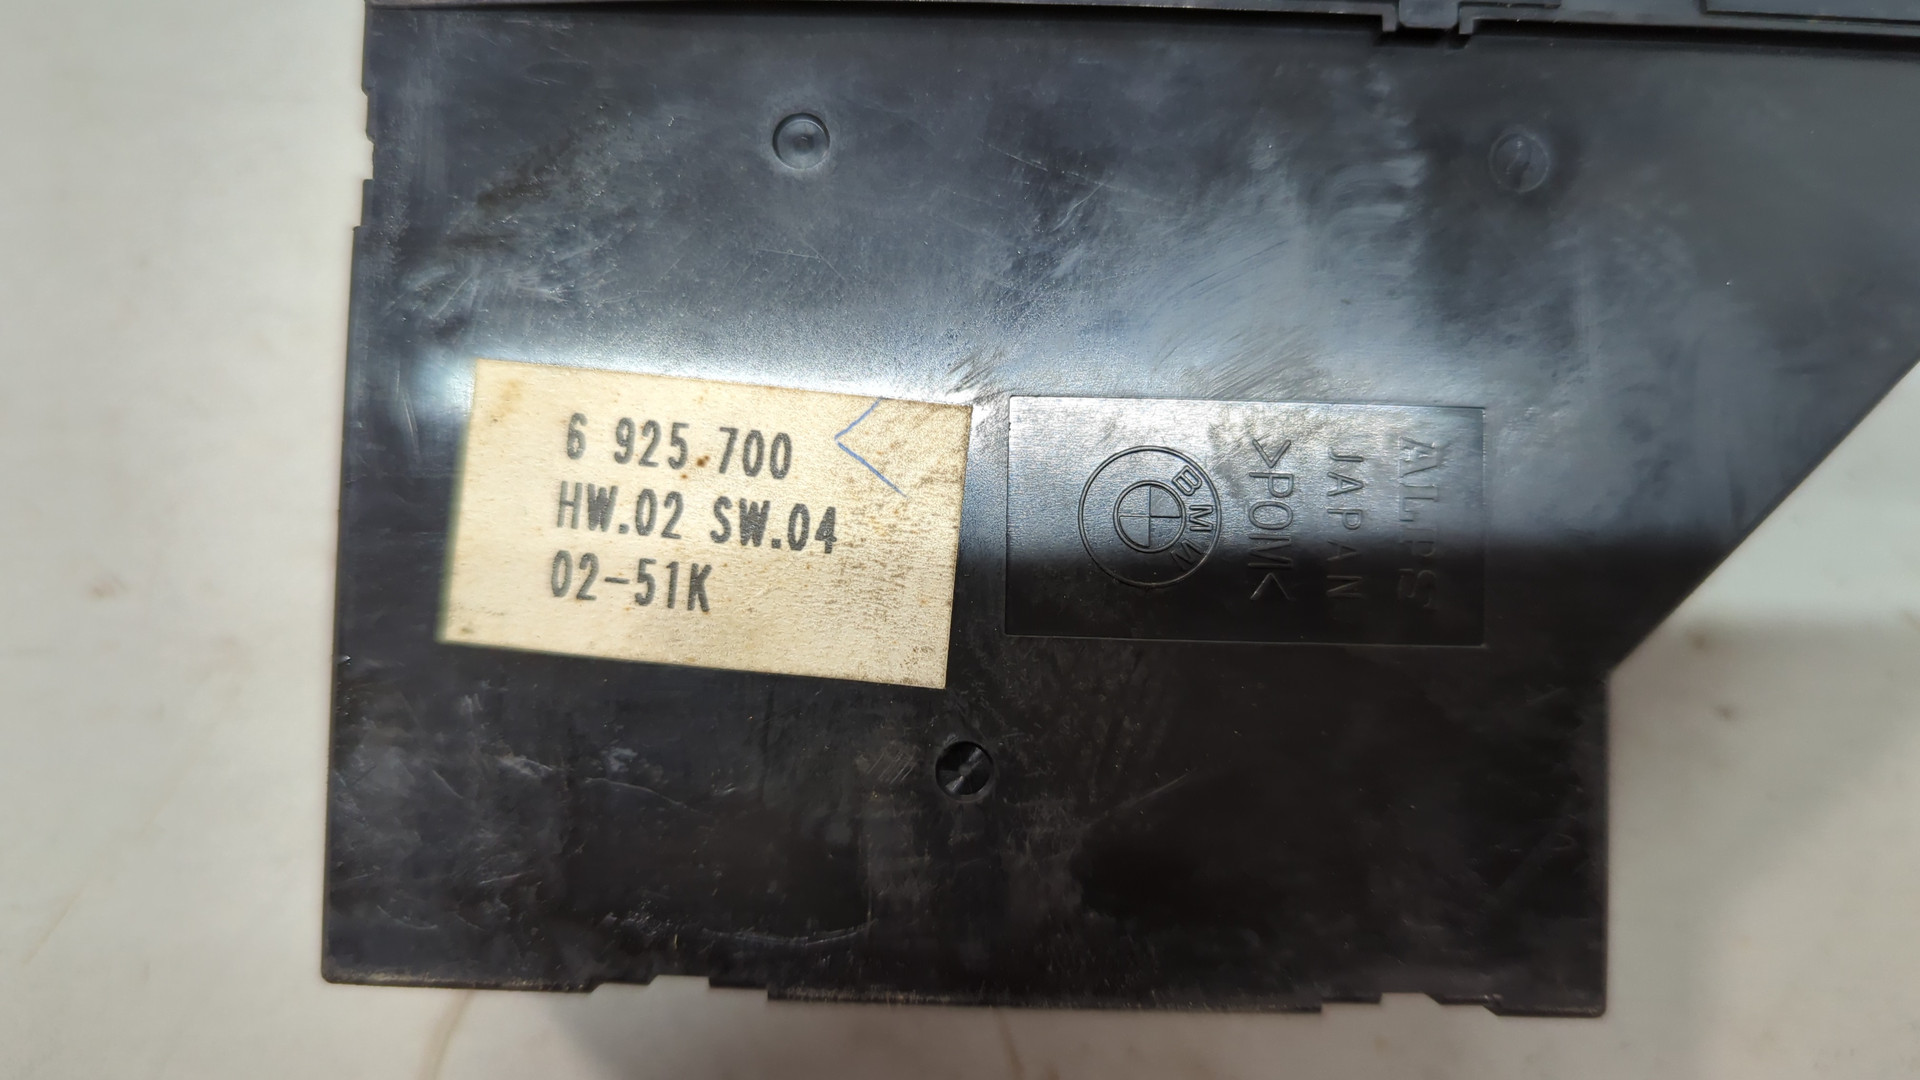 6 925 700
HW.02 SW.04
02-51K
ALPS
JAPAN
>POM<
BMW